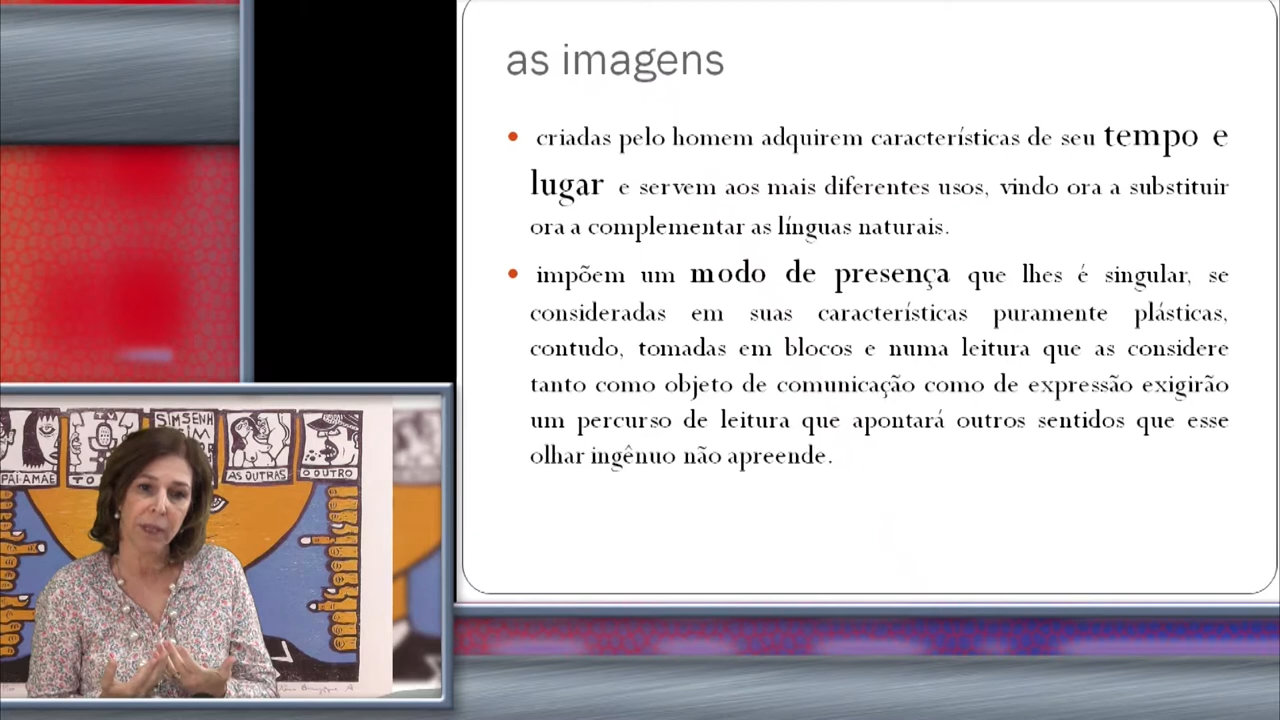 as imagens
• criadas pelo homem adquirem características de seu tempo e
lugar e servem aos mais diferentes usos, vindo ora a substituir
ora a complementar as línguas naturais.
• impõem um modo de presença que lhes é singular, se
consideradas em suas características puramente plásticas,
contudo, tomadas em blocos e numa leitura que as considere
tanto como objeto de comunicação como de expressão exigirão
um percurso de leitura que apontará outros sentidos que esse
olhar ingênuo não apreende.
SIMSENH
PAI·AMAE
AS OUTRAS
O OUTRO